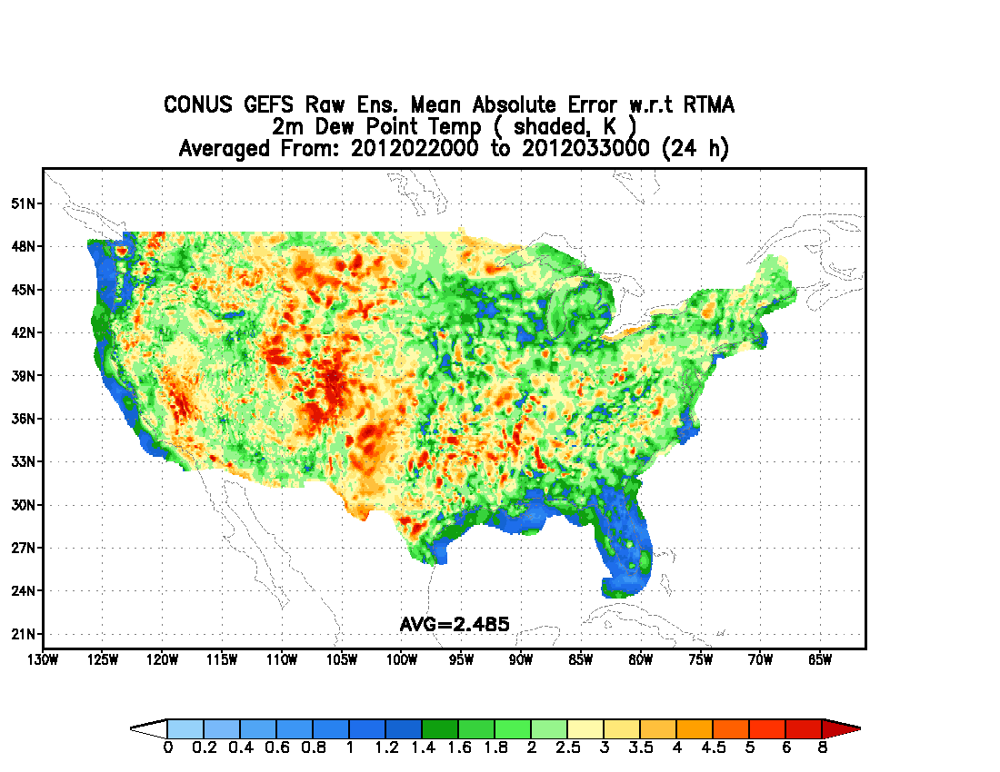 CONUS GEFS Raw Ens. Mean Absolute Error w.r.t RTMA
2m Dew Point Temp ( shaded, K )
Averaged From: 2012022000 to 2012033000 (24 h)
51N
48N
45N
42N
39N
36N
33N
30N
27N
24N
21N
AVG=2.485
130W 125W 120W 115W 110W 105W 100W 95W 90W 85W 80W 75W 70W 65W
0 0.2 0.4 0.6 0.8 1 1.2 1.4 1.6 1.8 2 2.5 3 3.5 4 4.5 5 6 8